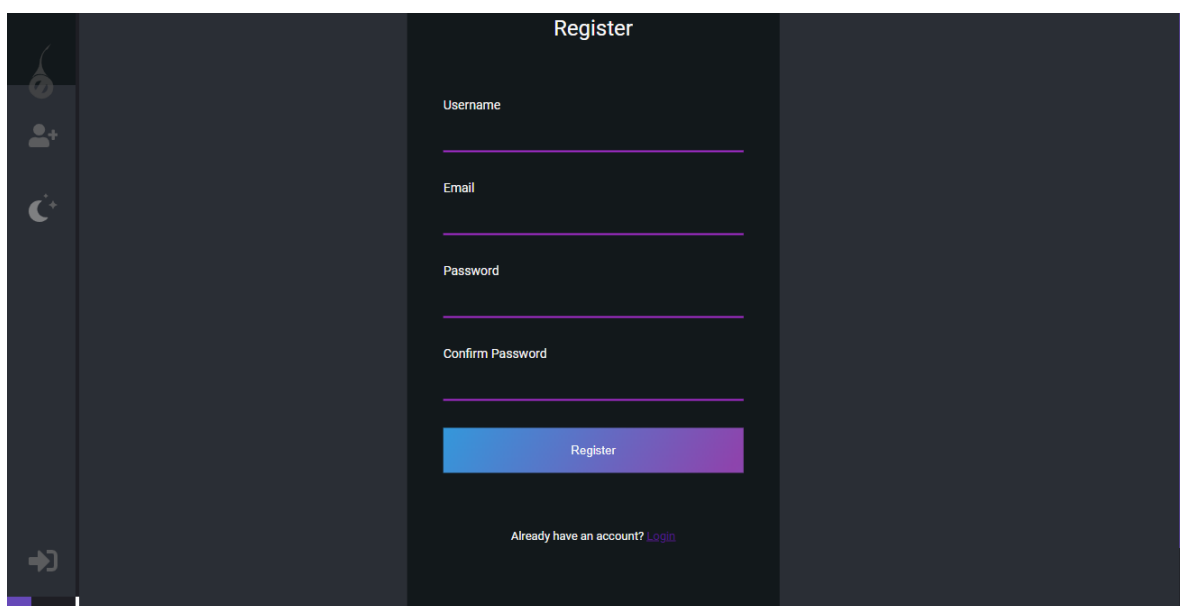 Register
Username
Email
Password
Confirm Password
Register
Already have an account? Login